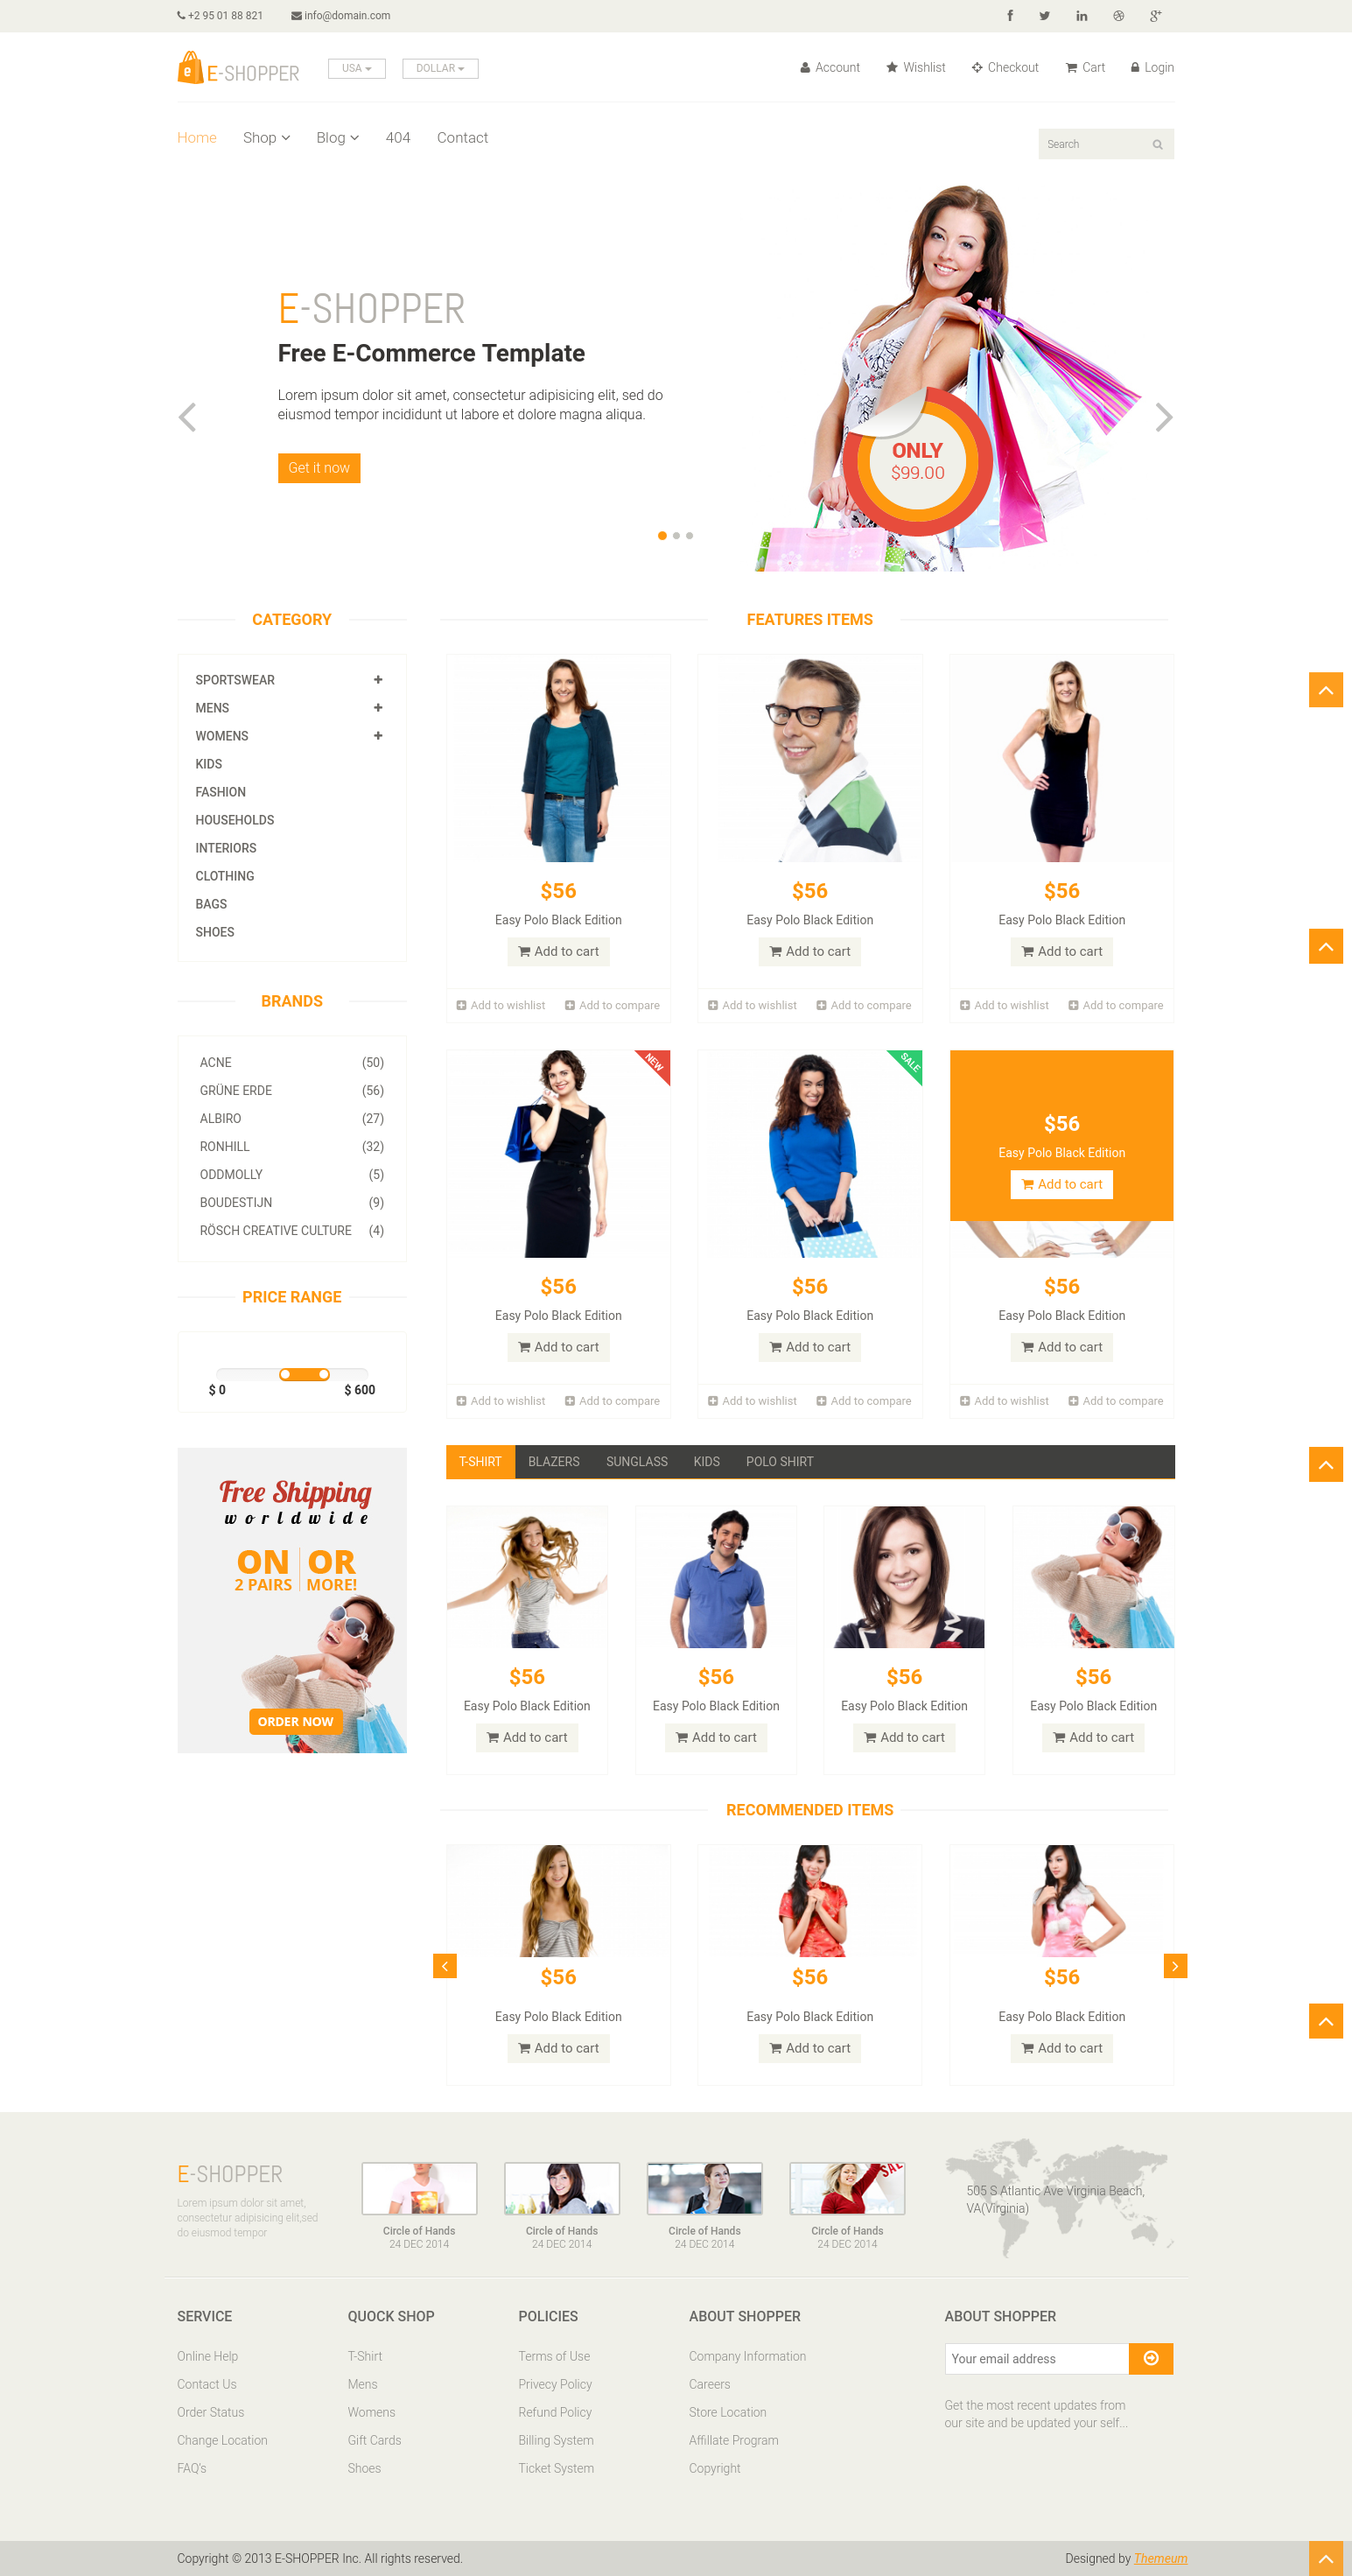 +2 95 01 88 821 info@domain.com
E-SHOPPER USA DOLLAR Account Wishlist Checkout Cart Login
Home Shop Blog 404 Contact Search
E-SHOPPER
Free E-Commerce Template
Lorem ipsum dolor sit amet, consectetur adipisicing elit, sed do
eiusmod tempor incididunt ut labore et dolore magna aliqua.
Get it now
ONLY
$99.00
CATEGORY
SPORTSWEAR
MENS
WOMENS
KIDS
FASHION
HOUSEHOLDS
INTERIORS
CLOTHING
BAGS
SHOES
BRANDS
ACNE (50)
GRÜNE ERDE (56)
ALBIRO (27)
RONHILL (32)
ODDMOLLY (5)
BOUDESTIJN (9)
RÖSCH CREATIVE CULTURE (4)
PRICE RANGE
$ 0 $ 600
Free Shipping
worldwide
ON OR
2 PAIRS MORE!
ORDER NOW
FEATURES ITEMS
$56 $56 $56
Easy Polo Black Edition Easy Polo Black Edition Easy Polo Black Edition
Add to cart Add to cart Add to cart
Add to wishlist Add to compare Add to wishlist Add to compare Add to wishlist Add to compare
NEW SALE
$56
Easy Polo Black Edition
Add to cart
$56 $56 $56
Easy Polo Black Edition Easy Polo Black Edition Easy Polo Black Edition
Add to cart Add to cart Add to cart
Add to wishlist Add to compare Add to wishlist Add to compare Add to wishlist Add to compare
T-SHIRT BLAZERS SUNGLASS KIDS POLO SHIRT
$56 $56 $56 $56
Easy Polo Black Edition Easy Polo Black Edition Easy Polo Black Edition Easy Polo Black Edition
Add to cart Add to cart Add to cart Add to cart
RECOMMENDED ITEMS
$56 $56 $56
Easy Polo Black Edition Easy Polo Black Edition Easy Polo Black Edition
Add to cart Add to cart Add to cart
E-SHOPPER
Lorem ipsum dolor sit amet,
consectetur adipisicing elit,sed
do eiusmod tempor
SALE
Circle of Hands Circle of Hands Circle of Hands Circle of Hands
24 DEC 2014 24 DEC 2014 24 DEC 2014 24 DEC 2014
505 S Atlantic Ave Virginia Beach,
VA(Virginia)
SERVICE
Online Help
Contact Us
Order Status
Change Location
FAQ's
QUOCK SHOP
T-Shirt
Mens
Womens
Gift Cards
Shoes
POLICIES
Terms of Use
Privecy Policy
Refund Policy
Billing System
Ticket System
ABOUT SHOPPER
Company Information
Careers
Store Location
Affillate Program
Copyright
ABOUT SHOPPER
Your email address
Get the most recent updates from
our site and be updated your self...
Copyright © 2013 E-SHOPPER Inc. All rights reserved. Designed by Themeum